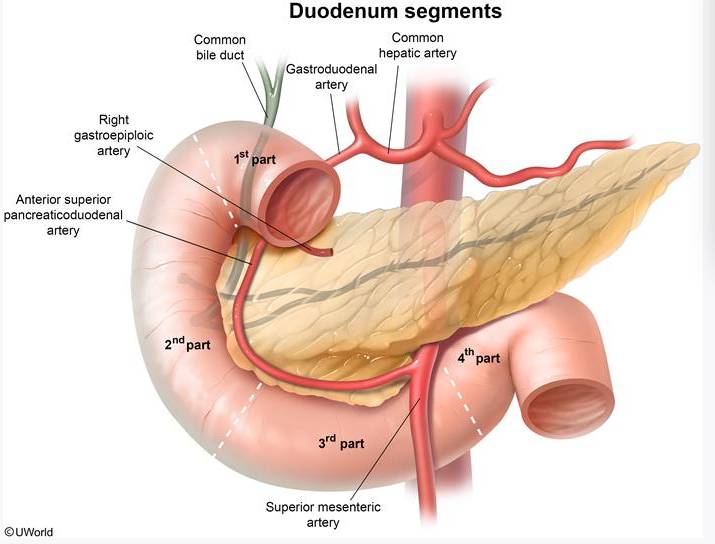 Duodenum segments
Common
bile duct
Common
hepatic artery
Gastroduodenal
artery
Right
gastroepiploic
artery
1st part
Anterior superior
pancreaticoduodenal
artery
2nd part
4th part
3rd part
Superior mesenteric
artery
©UWorld